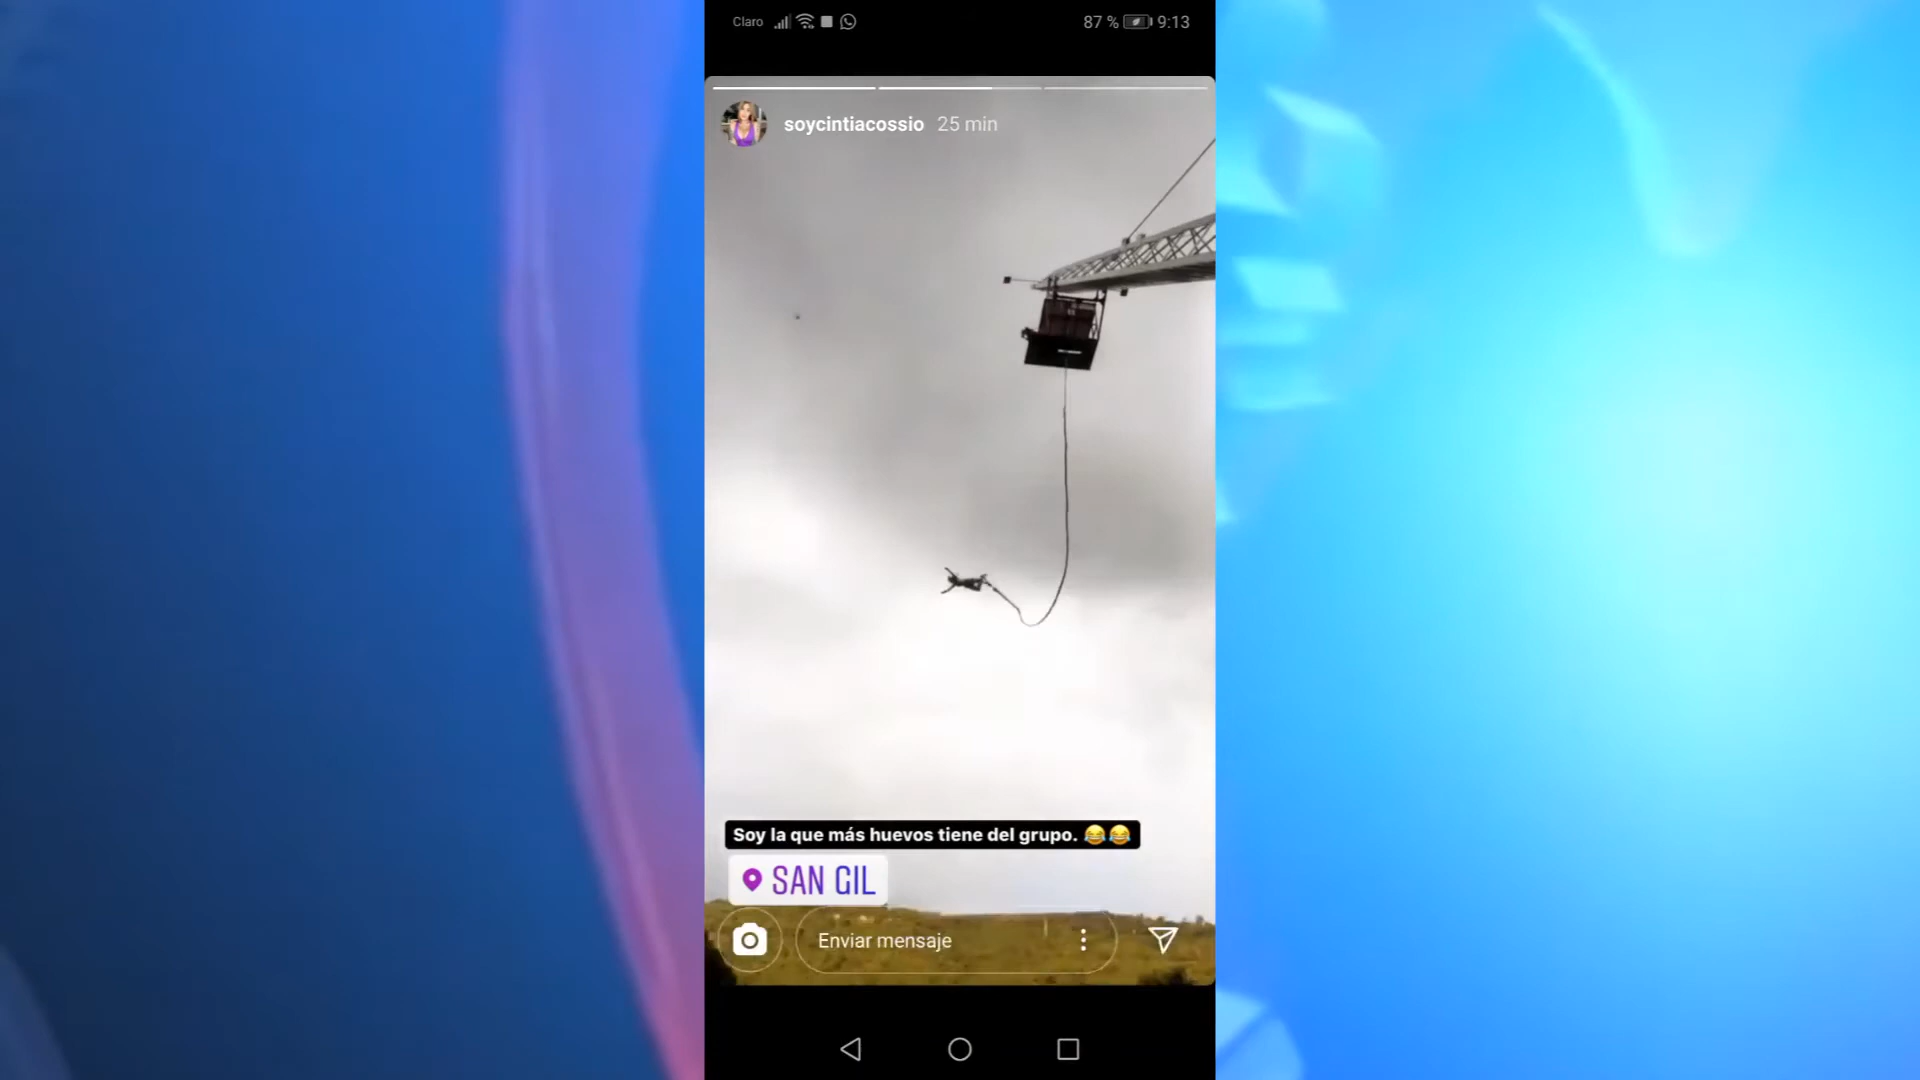 Claro
87 %
9:13
soycintiacossio 25 min
Soy la que más huevos tiene del grupo. 😂😂
SAN GIL
Enviar mensaje